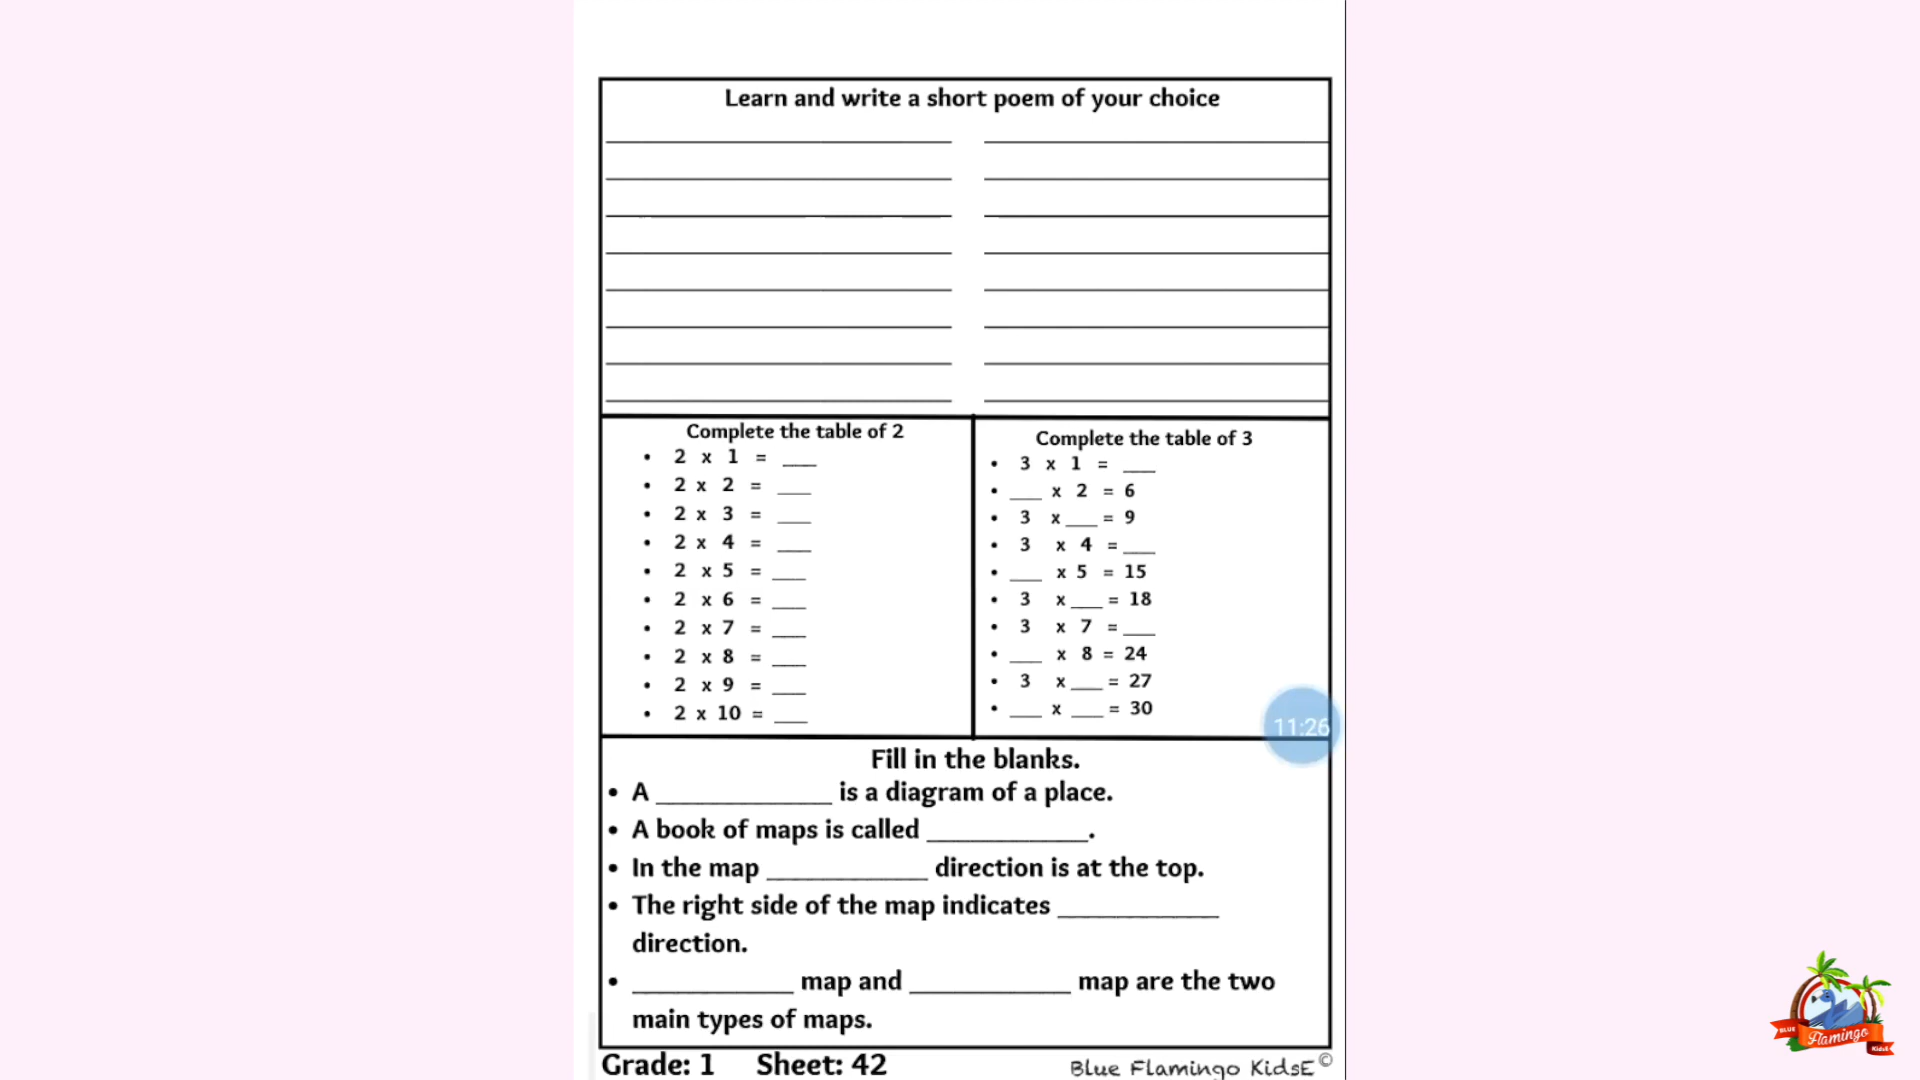 Learn and write a short poem of your choice
Complete the table of 2
• 2 x 1 = ___
• 2 x 2 = ___
• 2 x 3 = ___
• 2 x 4 = ___
• 2 x 5 = ___
• 2 x 6 = ___
• 2 x 7 = ___
• 2 x 8 = ___
• 2 x 9 = ___
• 2 x 10 = ___
Complete the table of 3
• 3 x 1 = ___
• ___ x 2 = 6
• 3 x ___ = 9
• 3 x 4 = ___
• ___ x 5 = 15
• 3 x ___ = 18
• 3 x 7 = ___
• ___ x 8 = 24
• 3 x ___ = 27
• ___ x ___ = 30
11:26
Fill in the blanks.
• A ____________ is a diagram of a place.
• A book of maps is called ___________.
• In the map ___________ direction is at the top.
• The right side of the map indicates ___________
direction.
• ___________ map and ___________ map are the two
main types of maps.
Grade: 1 Sheet: 42
Blue Flamingo KidsE©
BLUE
Flamingo
KidsE